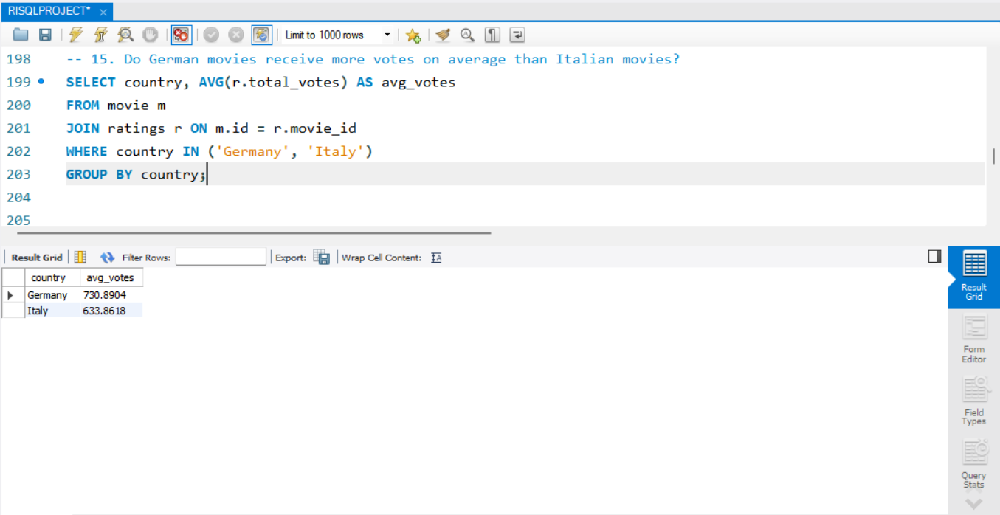 RISQLPROJECT* ×
Limit to 1000 rows
198 -- 15. Do German movies receive more votes on average than Italian movies?
199 SELECT country, AVG(r.total_votes) AS avg_votes
200 FROM movie m
201 JOIN ratings r ON m.id = r.movie_id
202 WHERE country IN ('Germany', 'Italy')
203 GROUP BY country;
204
205
Result Grid Filter Rows: Export: Wrap Cell Content: IA
country avg_votes
Germany 730.8904
Italy 633.8618
Result
Grid
Form
Editor
Field
Types
Query
Stats